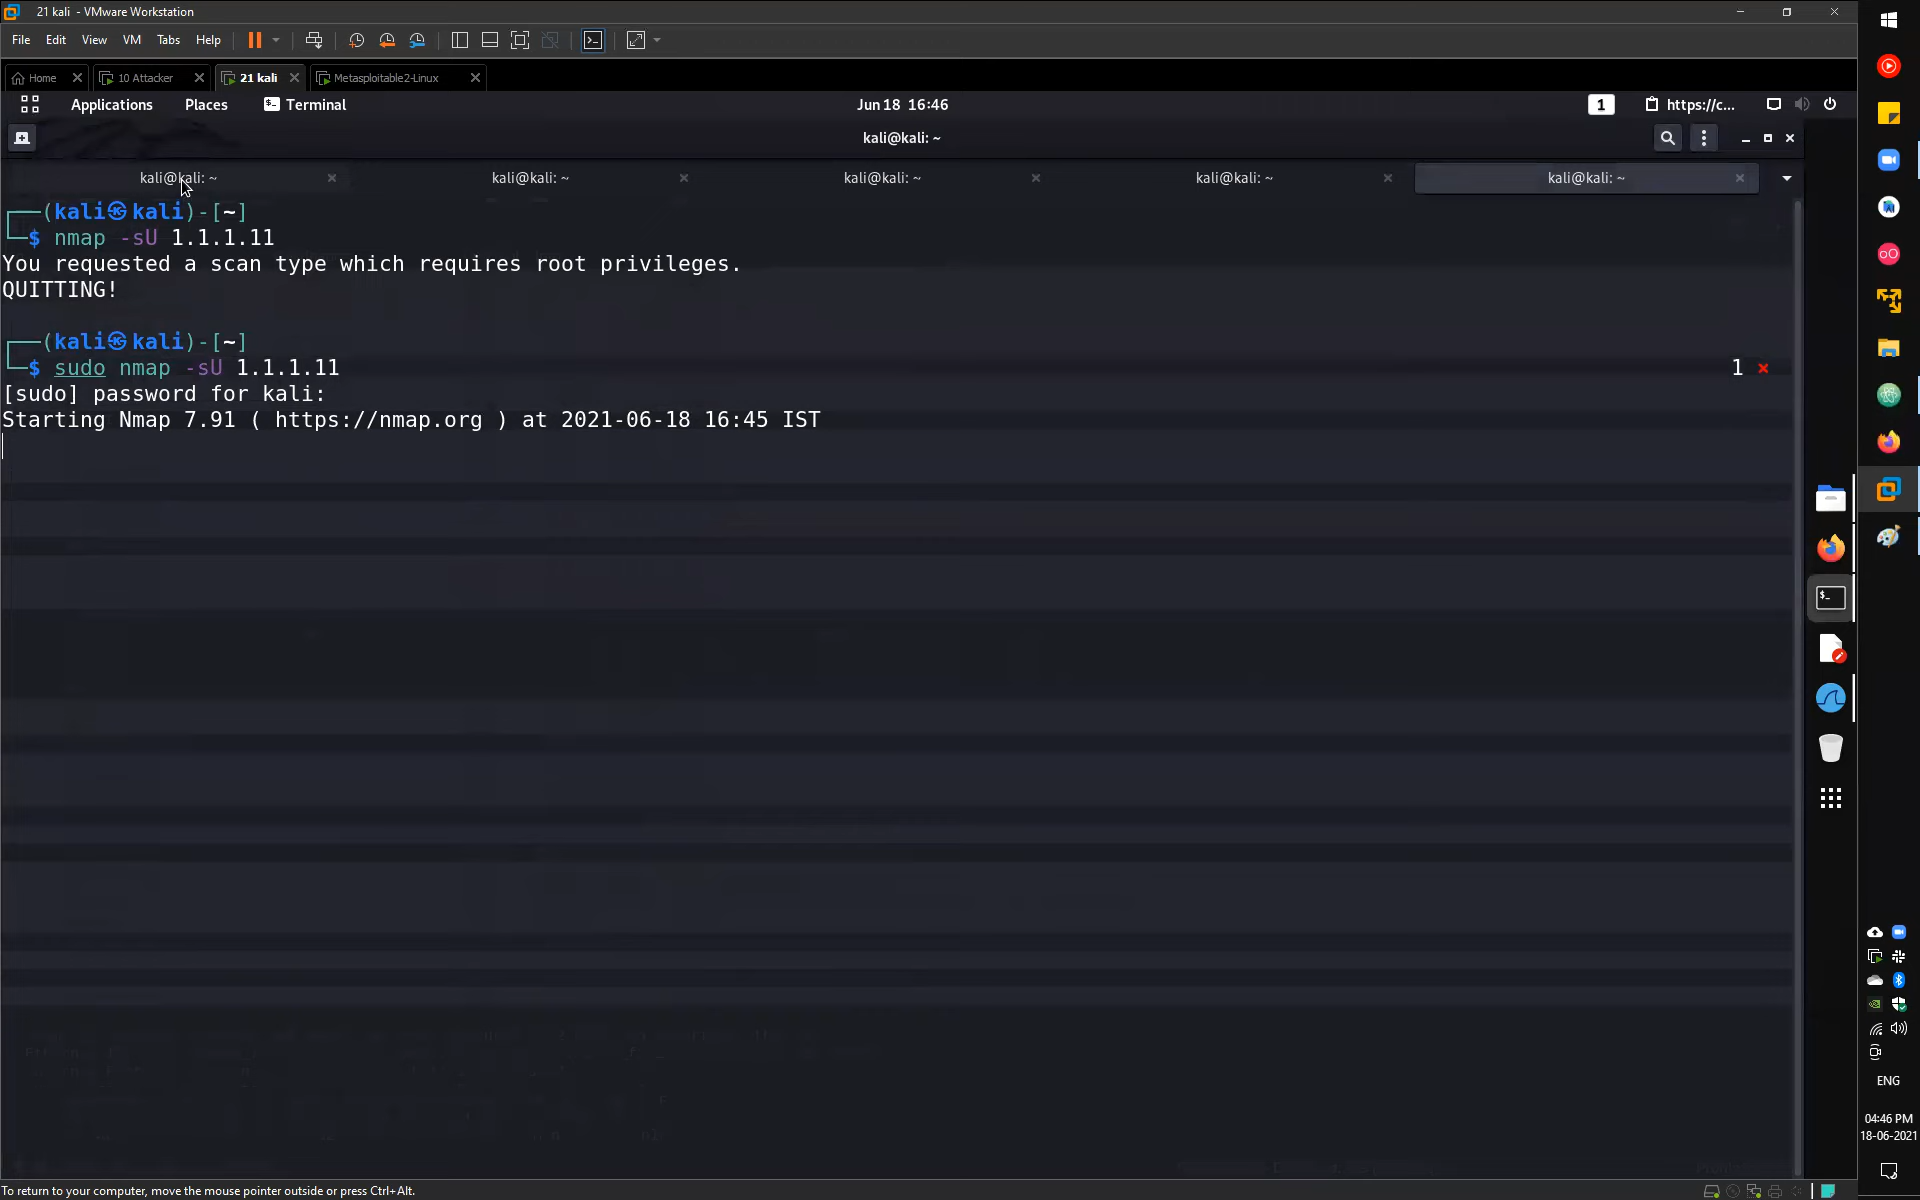 21 kali - VMware Workstation
File Edit View VM Tabs Help
Home 10 Attacker 21 kali Metasploitable2-Linux
Applications Places Terminal Jun 18 16:46 1 https://c...
kali@kali: ~
kali@kali: ~ kali@kali: ~ kali@kali: ~ kali@kali: ~ kali@kali: ~
(kali㉿kali)-[~]
$ nmap -sU 1.1.1.11
You requested a scan type which requires root privileges.
QUITTING!
(kali㉿kali)-[~]
$ sudo nmap -sU 1.1.1.11 1 ⨯
[sudo] password for kali:
Starting Nmap 7.91 ( https://nmap.org ) at 2021-06-18 16:45 IST
ENG
04:46 PM
18-06-2021
To return to your computer, move the mouse pointer outside or press Ctrl+Alt.